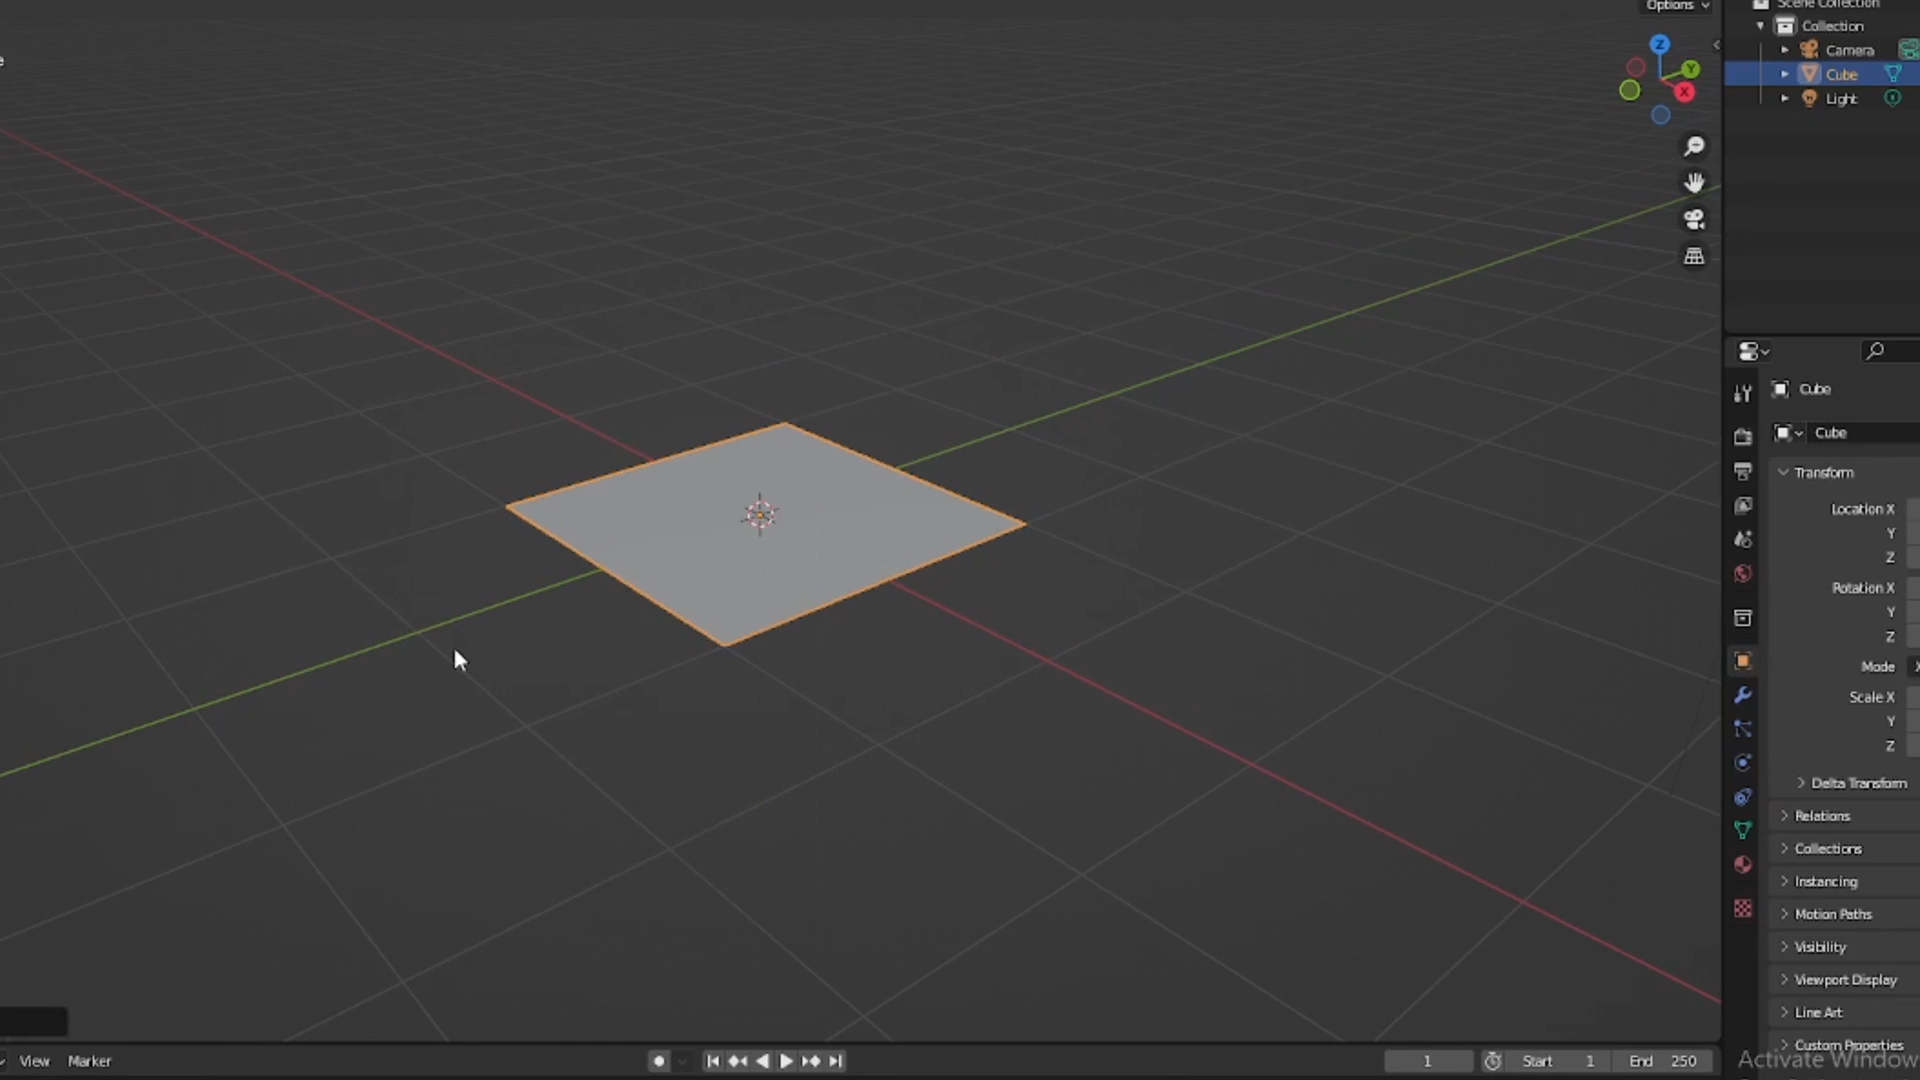 Options
Scene Collection
Collection
Camera
Cube
Light
Z
Y
X
Cube
Cube
Transform
Location X
Y
Z
Rotation X
Y
Z
Mode
Scale X
Y
Z
Delta Transform
Relations
Collections
Instancing
Motion Paths
Visibility
Viewport Display
Line Art
Custom Properties
View Marker 1 Start 1 End 250
Activate Window